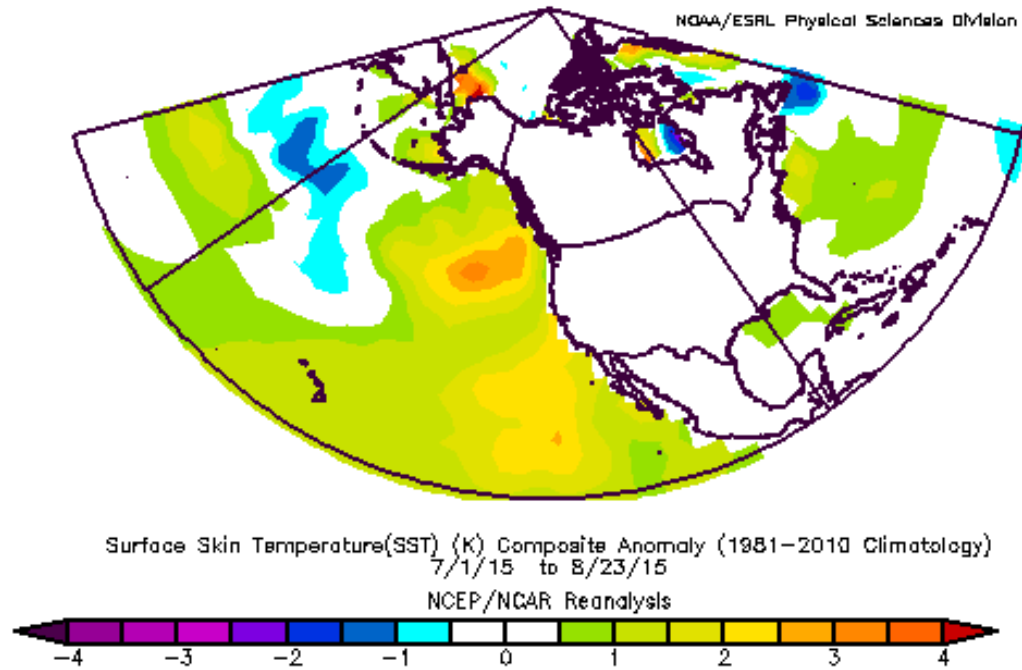 NOAA/ESRL Physical Sciences Division
Surface Skin Temperature(SST) (K) Composite Anomaly (1981-2010 Climatology)
7/1/15 to 8/23/15
NCEP/NCAR Reanalysis
-4 -3 -2 -1 0 1 2 3 4